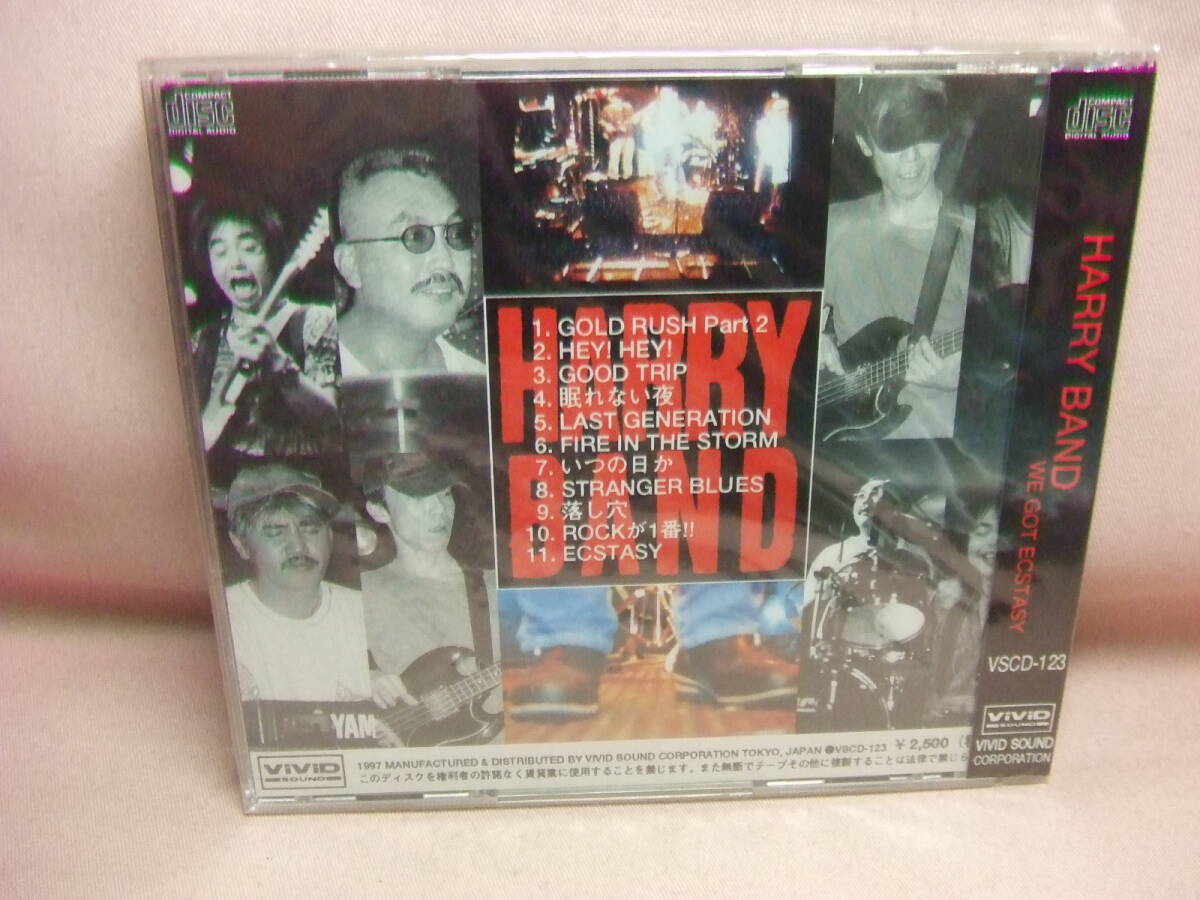 COMPACT
disc
DIGITAL AUDIO
HARRY
BAND
1. GOLD RUSH Part 2
2. HEY! HEY!
3. GOOD TRIP
4. 眠れない夜
5. LAST GENERATION
6. FIRE IN THE STORM
7. いつの日か
8. STRANGER BLUES
9. 落し穴
10. ROCKが1番!!
11. ECSTASY
YAM
ViViD
SOUND
1997 MANUFACTURED & DISTRIBUTED BY VIVID SOUND CORPORATION TOKYO, JAPAN ●VSCD-123 ¥2,500
このディスクを権利者の許諾なく賃貸業に使用することを禁じます。また無断でテープその他に複製することは法律で禁じら
COMPACT
disc
DIGITAL AUDIO
HARRY BAND
WE GOT ECSTASY
VSCD-123
ViViD
SOUND
VIVID SOUND
CORPORATION